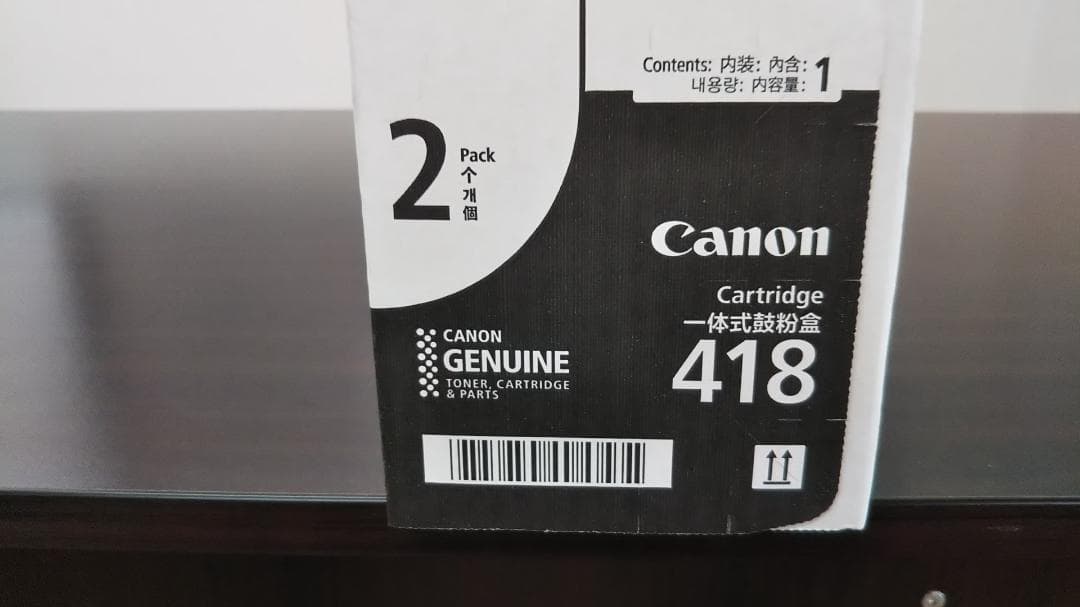 Contents: 内装: 內含: 1
내용량: 内容量:
2 Pack
个
개
個
Canon
Cartridge
一体式鼓粉盒
418
CANON
GENUINE
TONER, CARTRIDGE
& PARTS